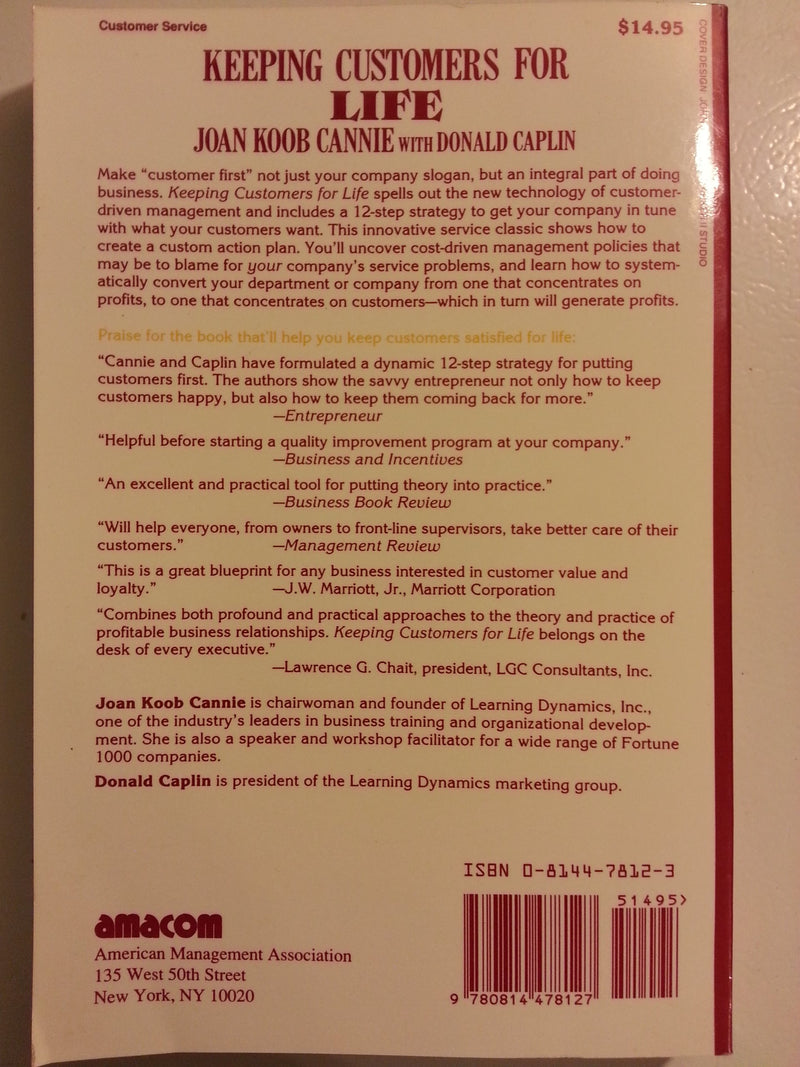 Customer Service
$14.95
KEEPING CUSTOMERS FOR
LIFE
JOAN KOOB CANNIE WITH DONALD CAPLIN
Make “customer first” not just your company slogan, but an integral part of doing
business. Keeping Customers for Life spells out the new technology of customer-
driven management and includes a 12-step strategy to get your company in tune
with what your customers want. This innovative service classic shows how to
create a custom action plan. You’ll uncover cost-driven management policies that
may be to blame for your company’s service problems, and learn how to system-
atically convert your department or company from one that concentrates on
profits, to one that concentrates on customers—which in turn will generate profits.
Praise for the book that’ll help you keep customers satisfied for life:
“Cannie and Caplin have formulated a dynamic 12-step strategy for putting
customers first. The authors show the savvy entrepreneur not only how to keep
customers happy, but also how to keep them coming back for more.”
—Entrepreneur
“Helpful before starting a quality improvement program at your company.”
—Business and Incentives
“An excellent and practical tool for putting theory into practice.”
—Business Book Review
“Will help everyone, from owners to front-line supervisors, take better care of their
customers.” —Management Review
“This is a great blueprint for any business interested in customer value and
loyalty.” —J.W. Marriott, Jr., Marriott Corporation
“Combines both profound and practical approaches to the theory and practice of
profitable business relationships. Keeping Customers for Life belongs on the
desk of every executive.”
—Lawrence G. Chait, president, LGC Consultants, Inc.
Joan Koob Cannie is chairwoman and founder of Learning Dynamics, Inc.,
one of the industry’s leaders in business training and organizational develop-
ment. She is also a speaker and workshop facilitator for a wide range of Fortune
1000 companies.
Donald Caplin is president of the Learning Dynamics marketing group.
amacom
American Management Association
135 West 50th Street
New York, NY 10020
ISBN 0-8144-7812-3
51495>
9 780814 478127
COVER DESIGN STUDIO